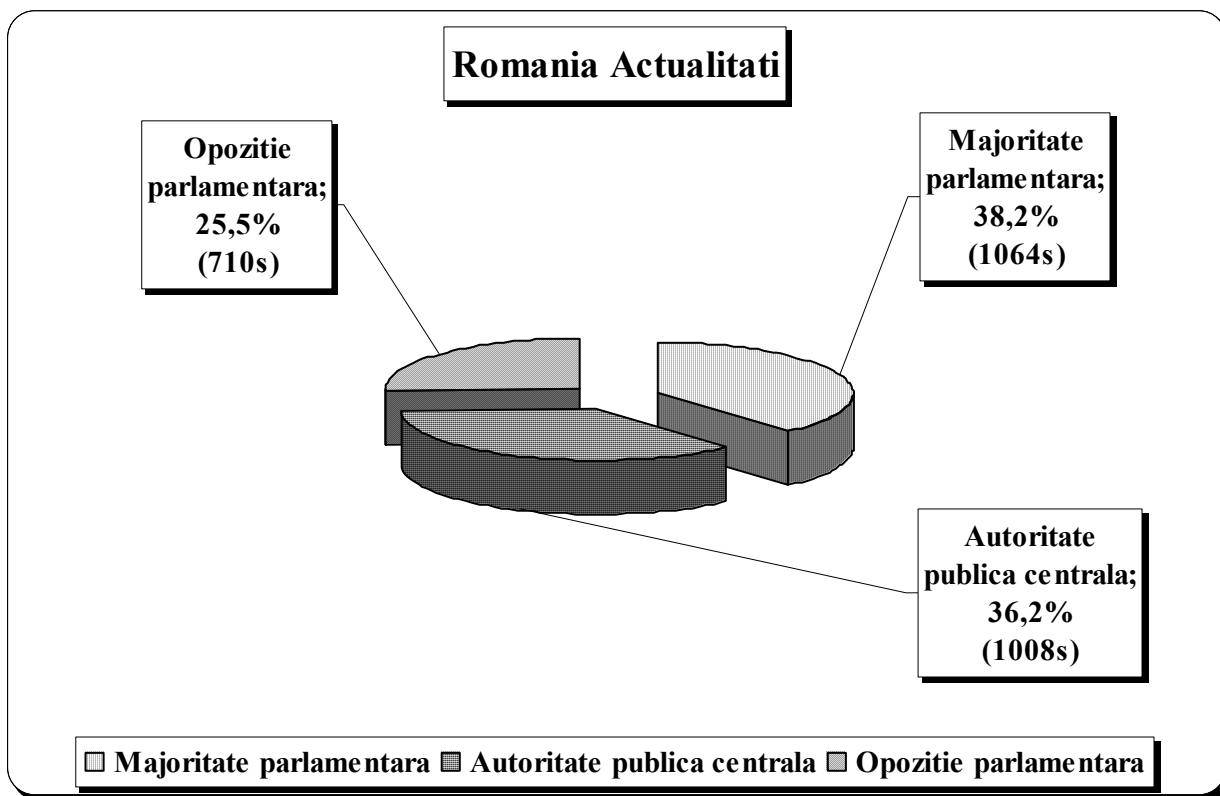 Romania Actualitati
Opozitie
parlamentara;
25,5%
(710s)
Majoritate
parlamentara;
38,2%
(1064s)
Autoritate
publica centrala;
36,2%
(1008s)
Majoritate parlamentara Autoritate publica centrala Opozitie parlamentara